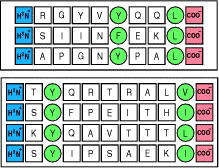 H₃N⁺ R G Y V Y Q Q L COO⁻
H₃N⁺ S I I N F E K L COO⁻
H₃N⁺ A P G N Y P A L COO⁻
H₃N⁺ T Y Q R T R A L V COO⁻
H₃N⁺ S Y F P E I T H I COO⁻
H₃N⁺ K Y Q A V T T T L COO⁻
H₃N⁺ S Y I P S A E K I COO⁻